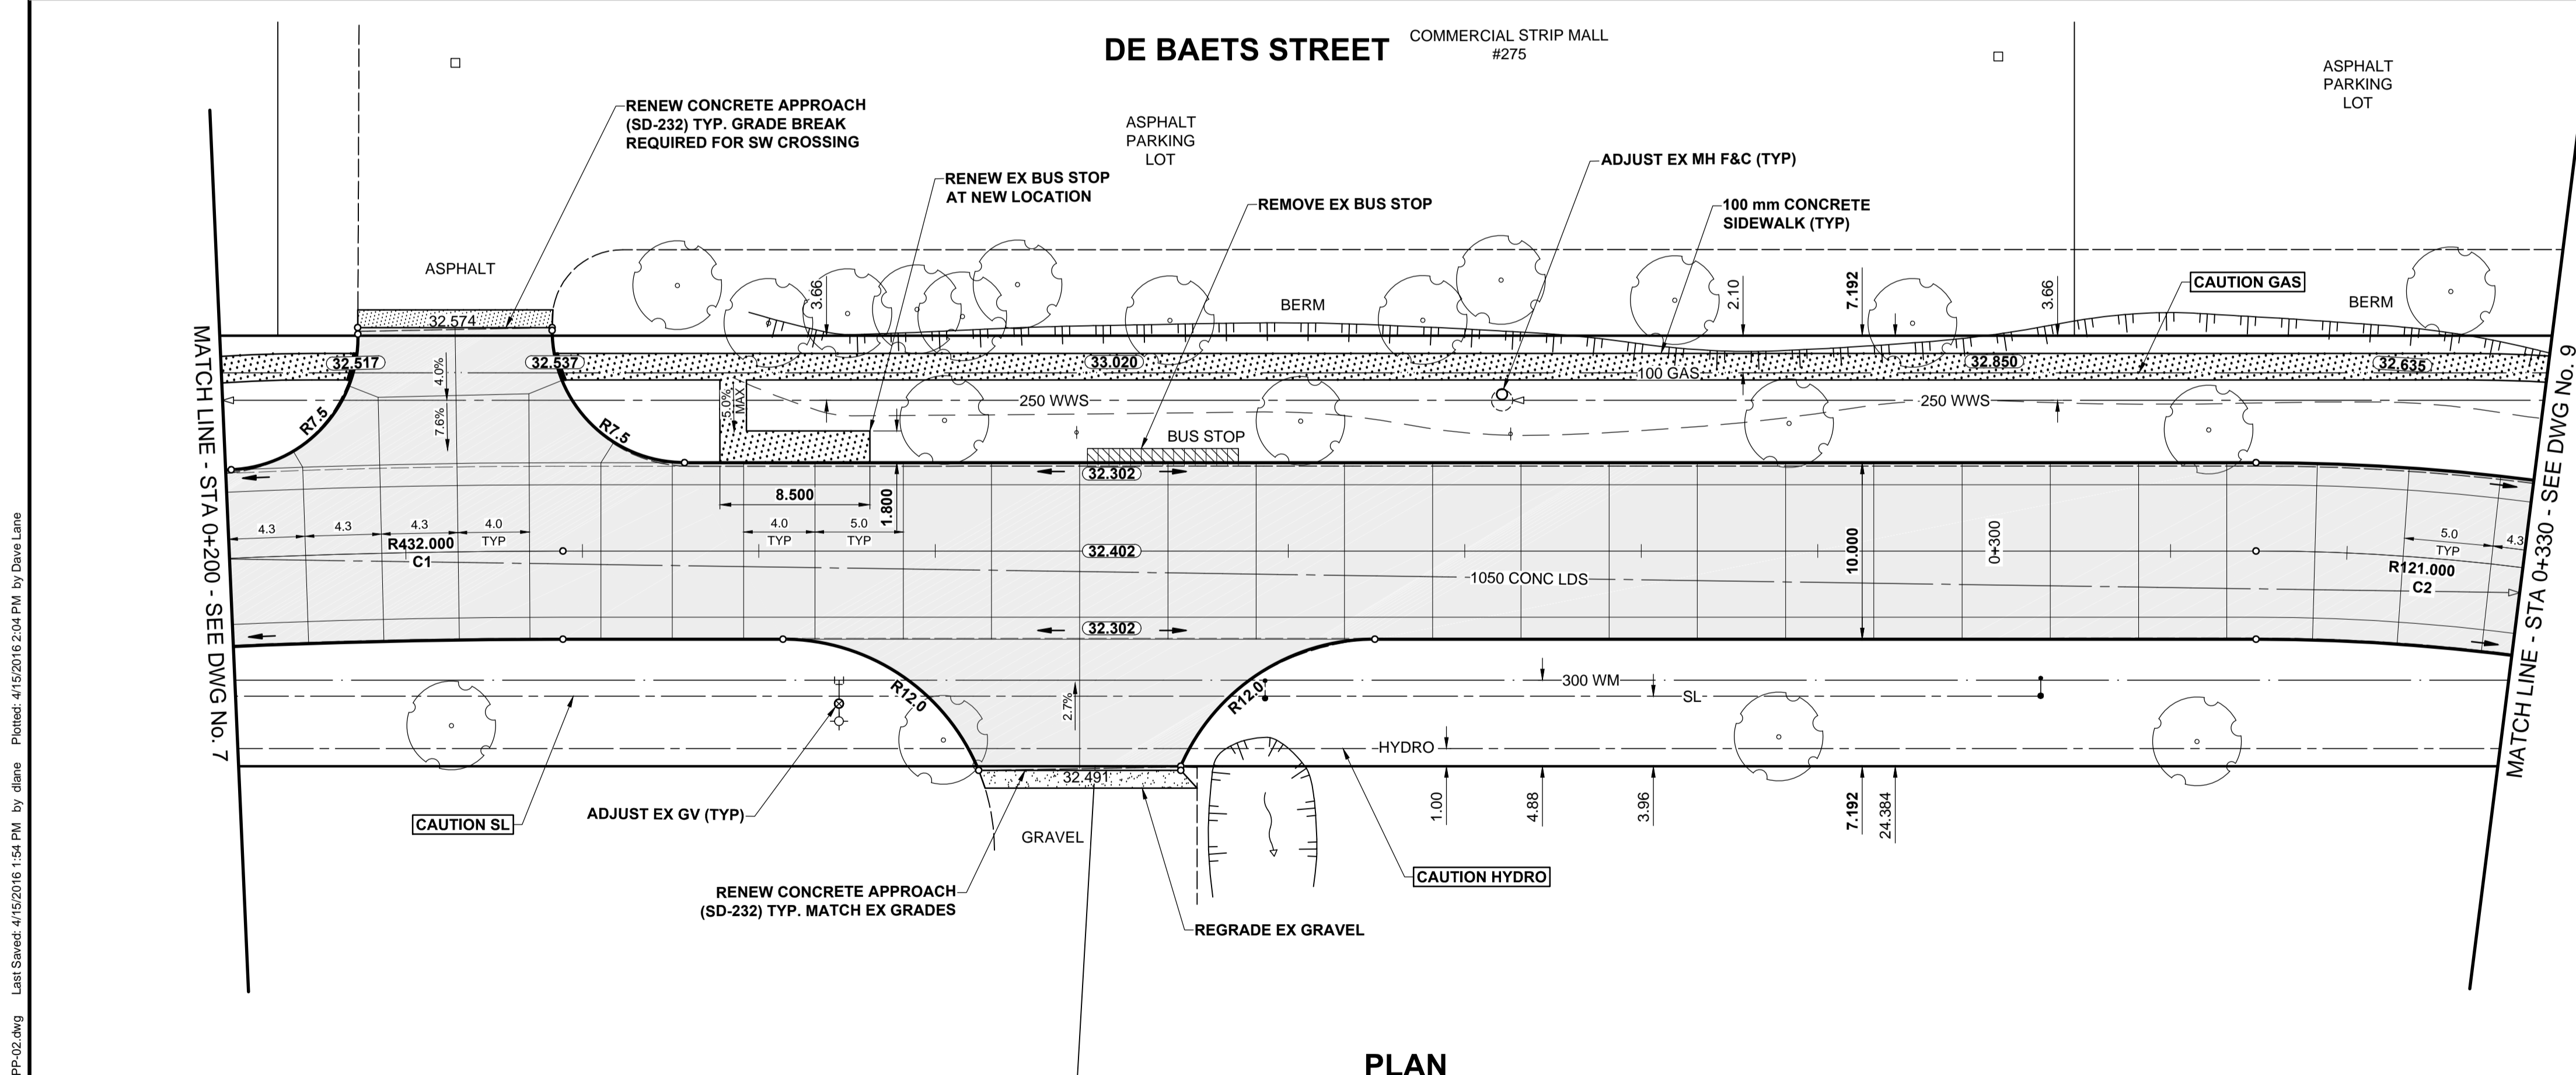 DE BAETS STREET
COMMERCIAL STRIP MALL
#275
ASPHALT
PARKING
LOT
RENEW CONCRETE APPROACH
(SD-232) TYP. GRADE BREAK
REQUIRED FOR SW CROSSING
ASPHALT
PARKING
LOT
RENEW EX BUS STOP
AT NEW LOCATION
REMOVE EX BUS STOP
ADJUST EX MH F&C (TYP)
100 mm CONCRETE
SIDEWALK (TYP)
ASPHALT
3.66
BERM
2.10
7.192
3.66
CAUTION GAS
BERM
32.574
32.517
4.0%
32.537
33.020
100 GAS
32.850
32.635
R7.5
7.6%
R7.5
5.0%
MAX
250 WWS
250 WWS
BUS STOP
32.302
8.500
1.800
4.3
4.3
4.3
4.0
TYP
R432.000
C1
4.0
TYP
5.0
TYP
32.402
10.000
0+300
5.0
TYP
4.3
R121.000
C2
1050 CONC LDS
32.302
MATCH LINE - STA 0+200 - SEE DWG No. 7
MATCH LINE - STA 0+330 - SEE DWG No. 9
R12.0
2.7%
R12.0
300 WM
SL
HYDRO
32.491
1.00
4.88
3.96
7.192
24.384
CAUTION SL
ADJUST EX GV (TYP)
GRAVEL
CAUTION HYDRO
RENEW CONCRETE APPROACH
(SD-232) TYP. MATCH EX GRADES
REGRADE EX GRAVEL
PLAN
PP-02.dwg Last Saved: 4/15/2016 1:54 PM by dlane Plotted: 4/15/2016 2:04 PM by Dave Lane